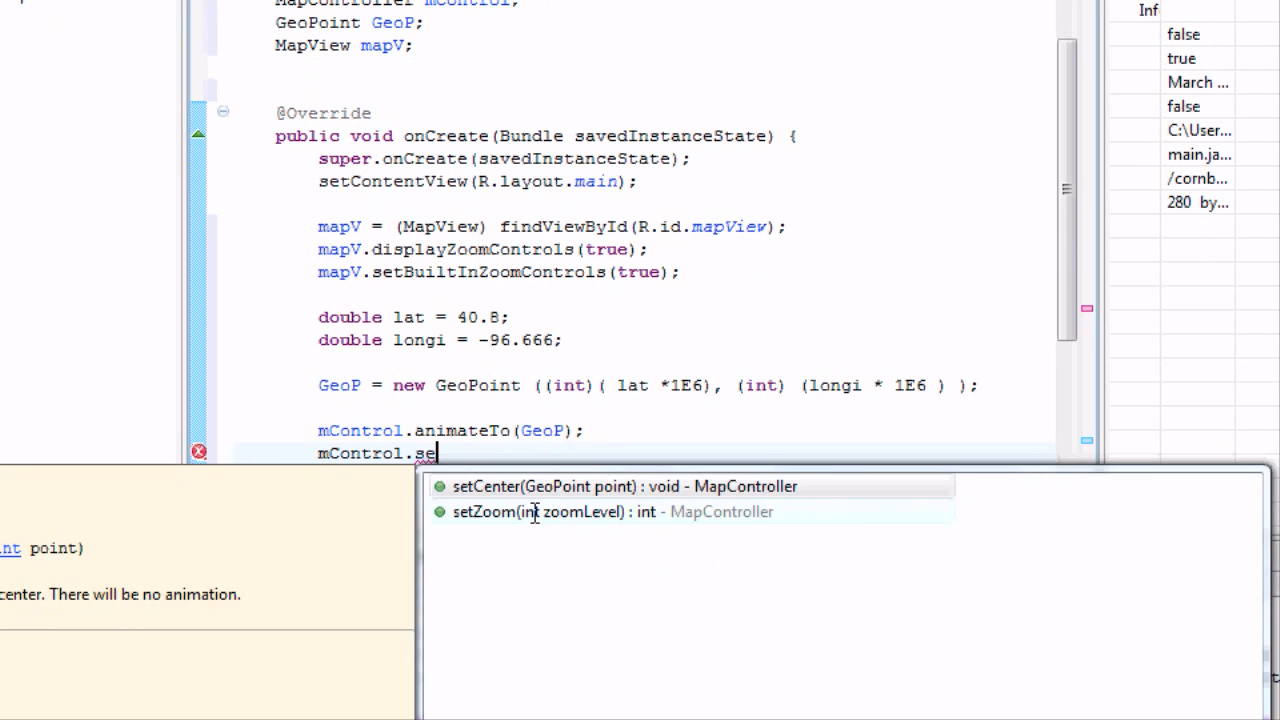 MapController mControl;
GeoPoint GeoP;
MapView mapV;
@Override
public void onCreate(Bundle savedInstanceState) {
super.onCreate(savedInstanceState);
setContentView(R.layout.main);
mapV = (MapView) findViewById(R.id.mapView);
mapV.displayZoomControls(true);
mapV.setBuiltInZoomControls(true);
double lat = 40.8;
double longi = -96.666;
GeoP = new GeoPoint ((int)( lat *1E6), (int) (longi * 1E6 ) );
mControl.animateTo(GeoP);
mControl.se
setCenter(GeoPoint point) : void - MapController
setZoom(int zoomLevel) : int - MapController
int point)
center. There will be no animation.
Inf
false
true
March ...
false
C:\User...
main.ja...
/cornb...
280 by...